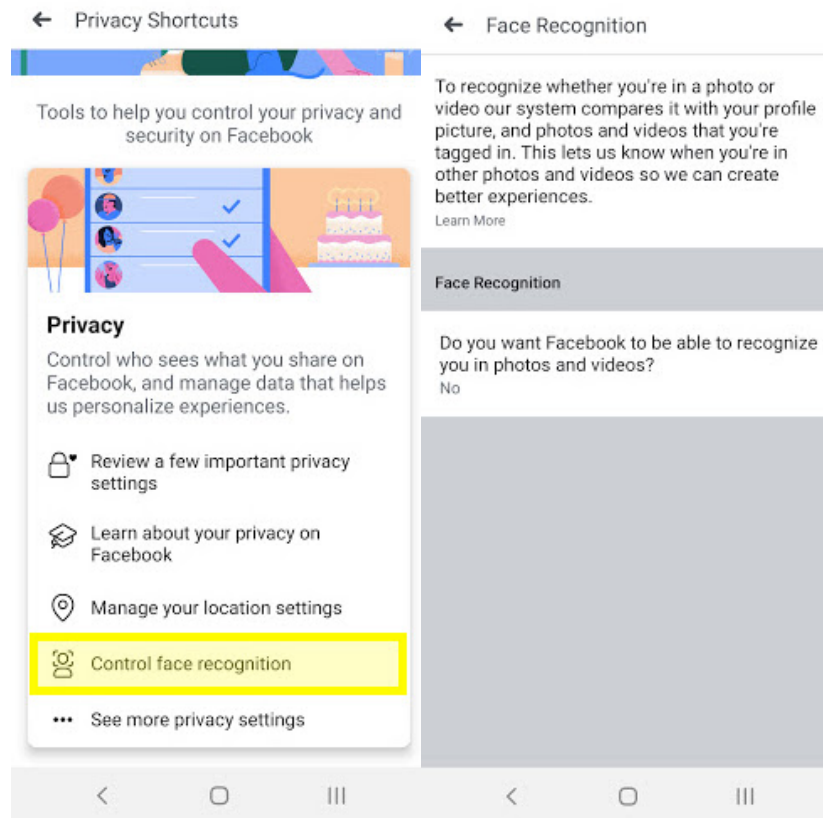 Privacy Shortcuts
Tools to help you control your privacy and
security on Facebook
Privacy
Control who sees what you share on
Facebook, and manage data that helps
us personalize experiences.
Review a few important privacy
settings
Learn about your privacy on
Facebook
Manage your location settings
Control face recognition
See more privacy settings
Face Recognition
To recognize whether you're in a photo or
video our system compares it with your profile
picture, and photos and videos that you're
tagged in. This lets us know when you're in
other photos and videos so we can create
better experiences.
Learn More
Face Recognition
Do you want Facebook to be able to recognize
you in photos and videos?
No